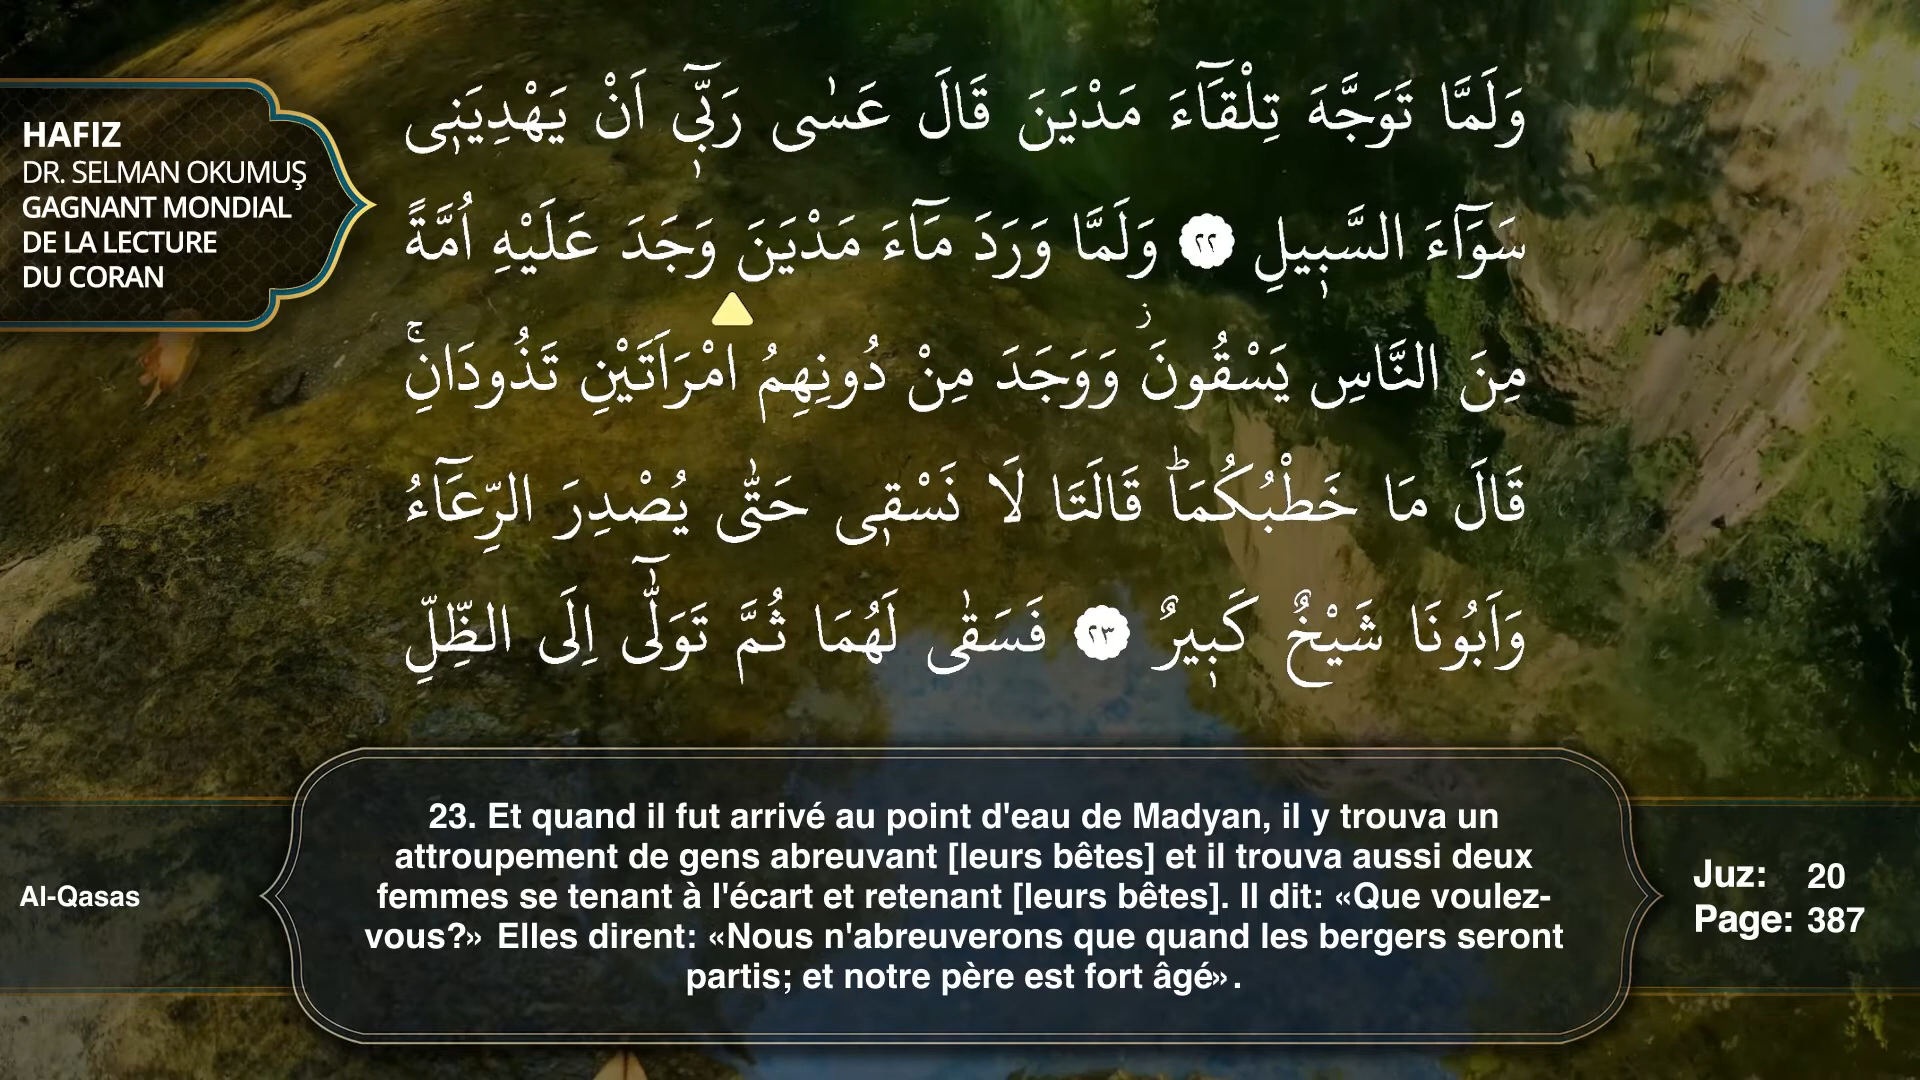 HAFIZ
DR. SELMAN OKUMUŞ
GAGNANT MONDIAL
DE LA LECTURE
DU CORAN
وَلَمَّا تَوَجَّهَ تِلْقَٓاءَ مَدْيَنَ قَالَ عَسٰى رَبّ۪ٓي اَنْ يَهْدِيَن۪ى
سَوَٓاءَ السَّب۪يلِ ﴿٢٢﴾ وَلَمَّا وَرَدَ مَٓاءَ مَدْيَنَ وَجَدَ عَلَيْهِ اُمَّةً
مِنَ النَّاسِ يَسْقُونَۘ وَوَجَدَ مِنْ دُونِهِمُ امْرَاَتَيْنِ تَذُودَانِۚ
قَالَ مَا خَطْبُكُمَاؕ قَالَتَا لَا نَسْق۪ى حَتّٰى يُصْدِرَ الرِّعَٓاءُ
وَاَبُونَا شَيْخٌ كَب۪يرٌ ﴿٢٣﴾ فَسَقٰى لَهُمَا ثُمَّ تَوَلّٰٓى اِلَى الظِّلِّ
23. Et quand il fut arrivé au point d'eau de Madyan, il y trouva un
attroupement de gens abreuvant [leurs bêtes] et il trouva aussi deux
femmes se tenant à l'écart et retenant [leurs bêtes]. Il dit: «Que voulez-
vous?» Elles dirent: «Nous n'abreuverons que quand les bergers seront
partis; et notre père est fort âgé».
Al-Qasas
Juz: 20
Page: 387